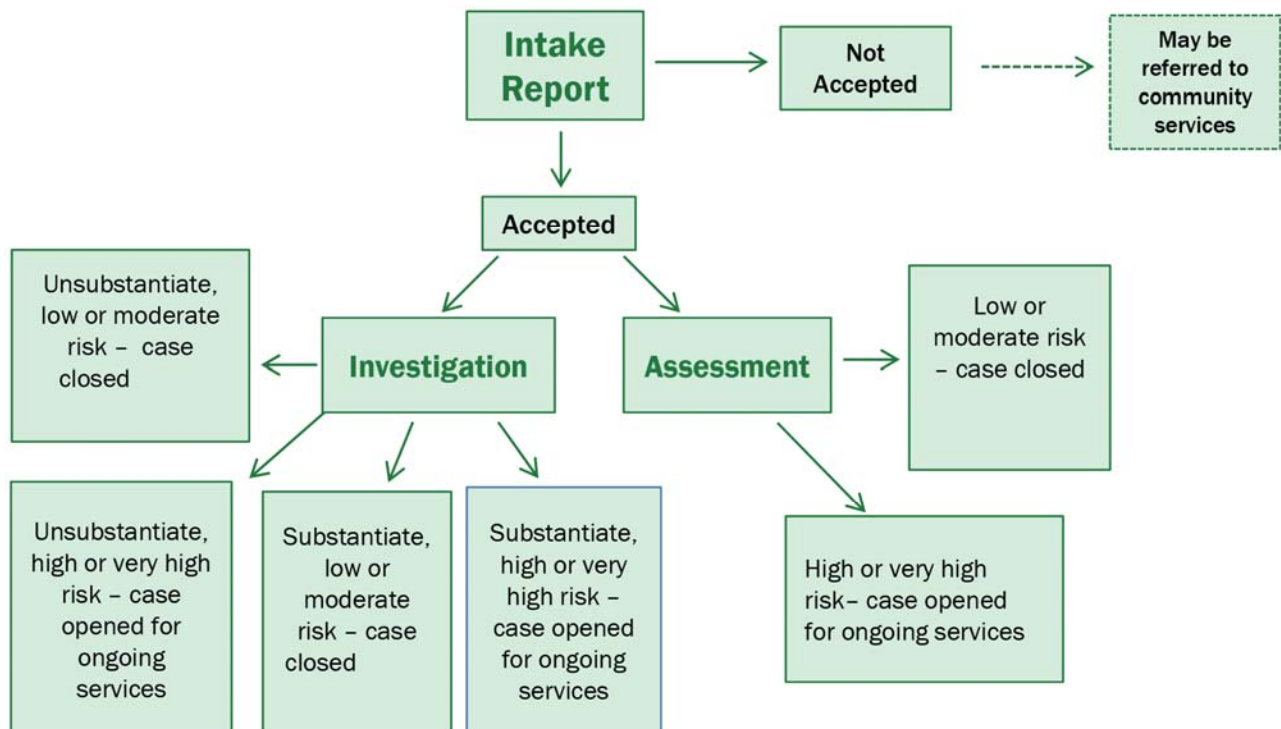 Intake
Report
Not
Accepted
May be
referred to
community
services
Accepted
Unsubstantiate,
low or moderate
risk – case
closed
Investigation
Assessment
Low or
moderate risk
– case closed
Unsubstantiate,
high or very high
risk – case
opened for
ongoing
services
Substantiate,
low or
moderate
risk – case
closed
Substantiate,
high or very
high risk –
case opened
for ongoing
services
High or very high
risk– case opened
for ongoing services